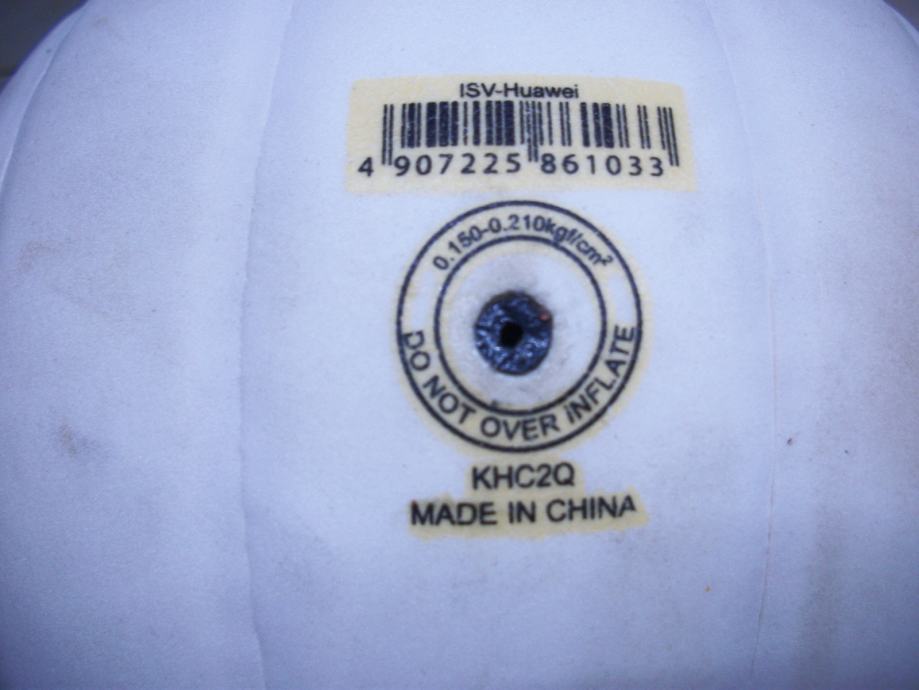 ISV-Huawei
4 907225 861033
0.150-0.210kgf/cm²
DO NOT OVER INFLATE
KHC2Q
MADE IN CHINA